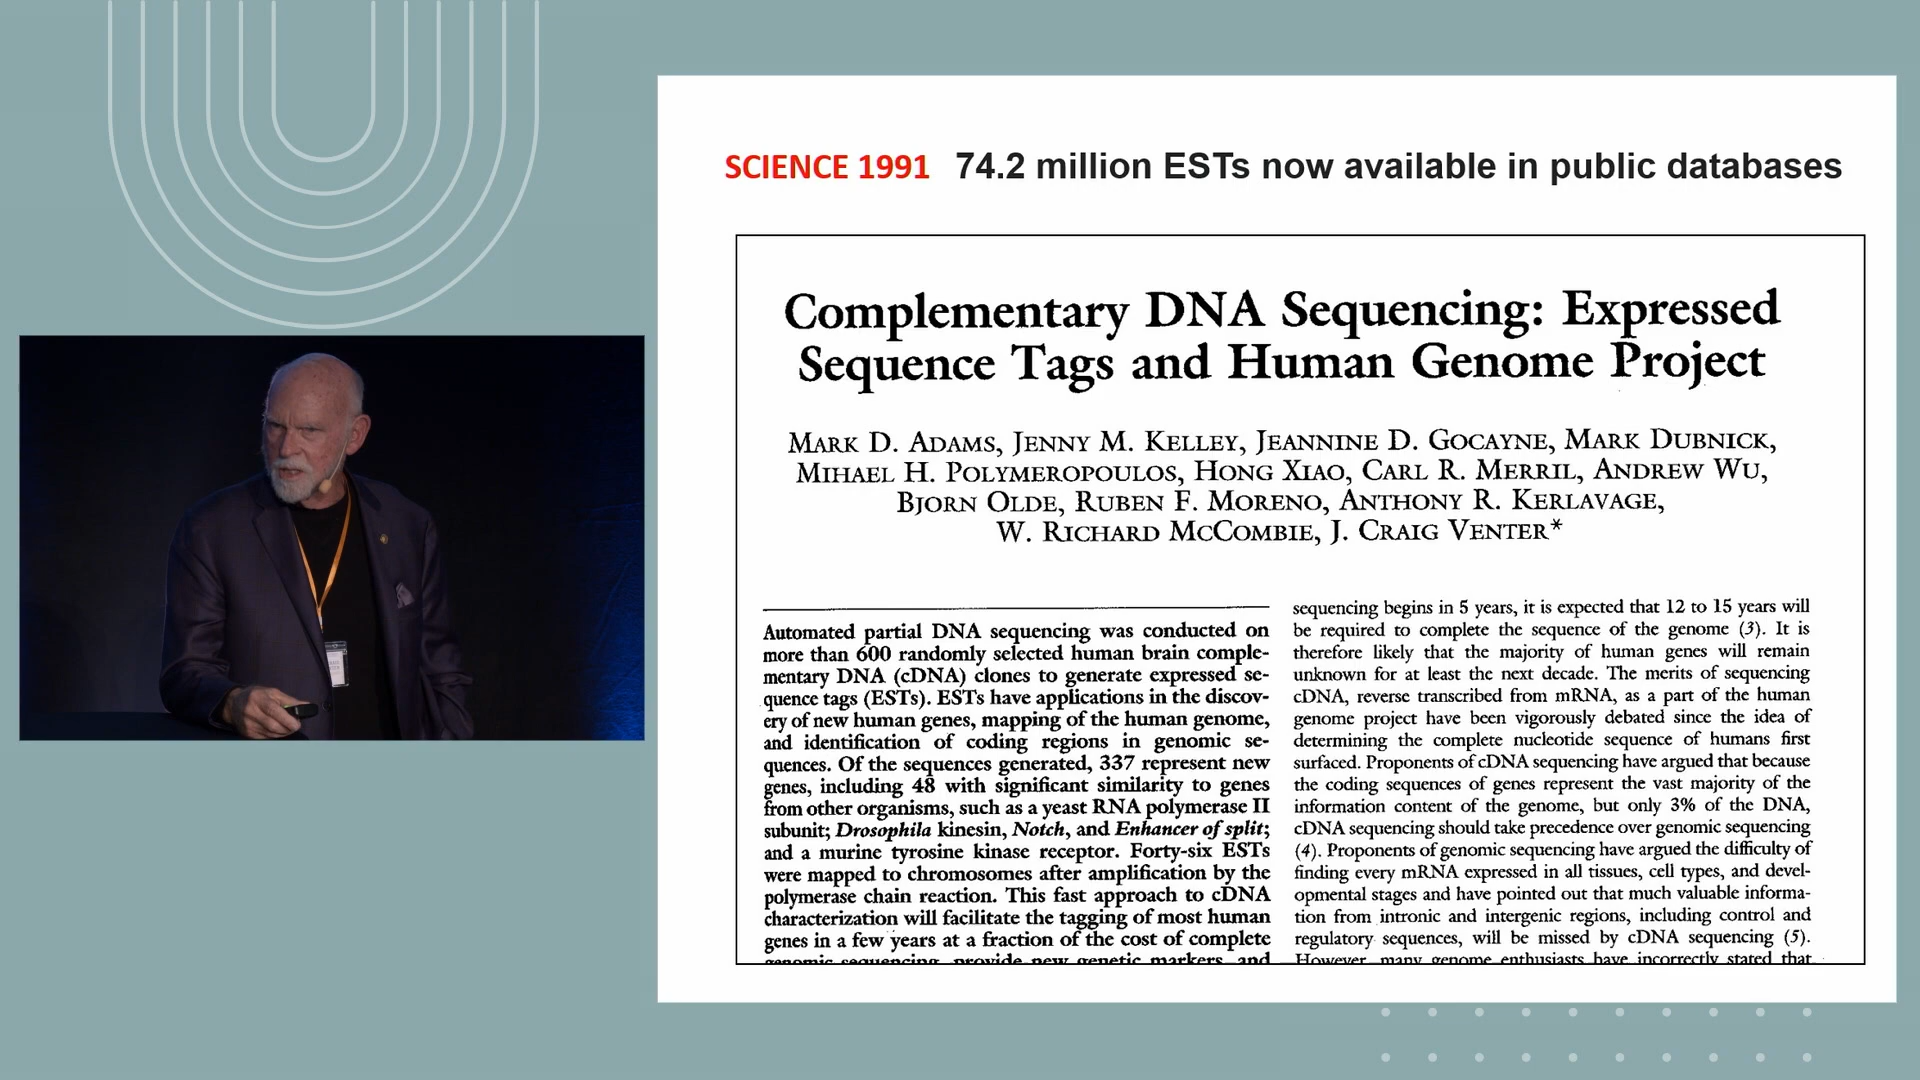 SCIENCE 1991 74.2 million ESTs now available in public databases
Complementary DNA Sequencing: Expressed
Sequence Tags and Human Genome Project
MARK D. ADAMS, JENNY M. KELLEY, JEANNINE D. GOCAYNE, MARK DUBNICK,
MIHAEL H. POLYMEROPOULOS, HONG XIAO, CARL R. MERRIL, ANDREW WU,
BJORN OLDE, RUBEN F. MORENO, ANTHONY R. KERLAVAGE,
W. RICHARD MCCOMBIE, J. CRAIG VENTER*
Automated partial DNA sequencing was conducted on
more than 600 randomly selected human brain comple-
mentary DNA (cDNA) clones to generate expressed se-
quence tags (ESTs). ESTs have applications in the discov-
ery of new human genes, mapping of the human genome,
and identification of coding regions in genomic se-
quences. Of the sequences generated, 337 represent new
genes, including 48 with significant similarity to genes
from other organisms, such as a yeast RNA polymerase II
subunit; Drosophila kinesin, Notch, and Enhancer of split;
and a murine tyrosine kinase receptor. Forty-six ESTs
were mapped to chromosomes after amplification by the
polymerase chain reaction. This fast approach to cDNA
characterization will facilitate the tagging of most human
genes in a few years at a fraction of the cost of complete
genomic sequencing, provide new genetic markers, and
sequencing begins in 5 years, it is expected that 12 to 15 years will
be required to complete the sequence of the genome (3). It is
therefore likely that the majority of human genes will remain
unknown for at least the next decade. The merits of sequencing
cDNA, reverse transcribed from mRNA, as a part of the human
genome project have been vigorously debated since the idea of
determining the complete nucleotide sequence of humans first
surfaced. Proponents of cDNA sequencing have argued that because
the coding sequences of genes represent the vast majority of the
information content of the genome, but only 3% of the DNA,
cDNA sequencing should take precedence over genomic sequencing
(4). Proponents of genomic sequencing have argued the difficulty of
finding every mRNA expressed in all tissues, cell types, and devel-
opmental stages and have pointed out that much valuable informa-
tion from intronic and intergenic regions, including control and
regulatory sequences, will be missed by cDNA sequencing (5).
However, many genome enthusiasts have incorrectly stated that